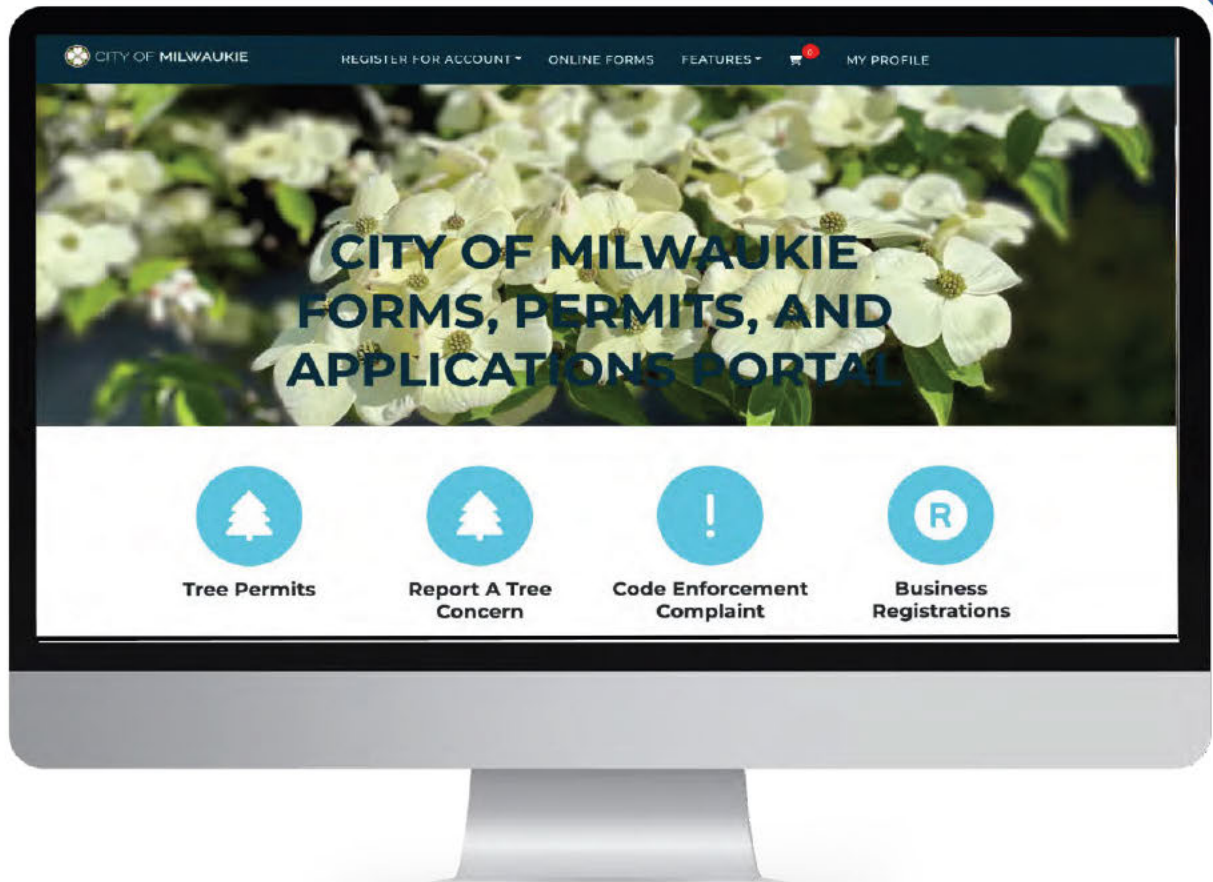 CITY OF MILWAUKIE
REGISTER FOR ACCOUNT ONLINE FORMS FEATURES 0 MY PROFILE
CITY OF MILWAUKIE
FORMS, PERMITS, AND
APPLICATIONS PORTAL
Tree Permits
Report A Tree
Concern
Code Enforcement
Complaint
R
Business
Registrations